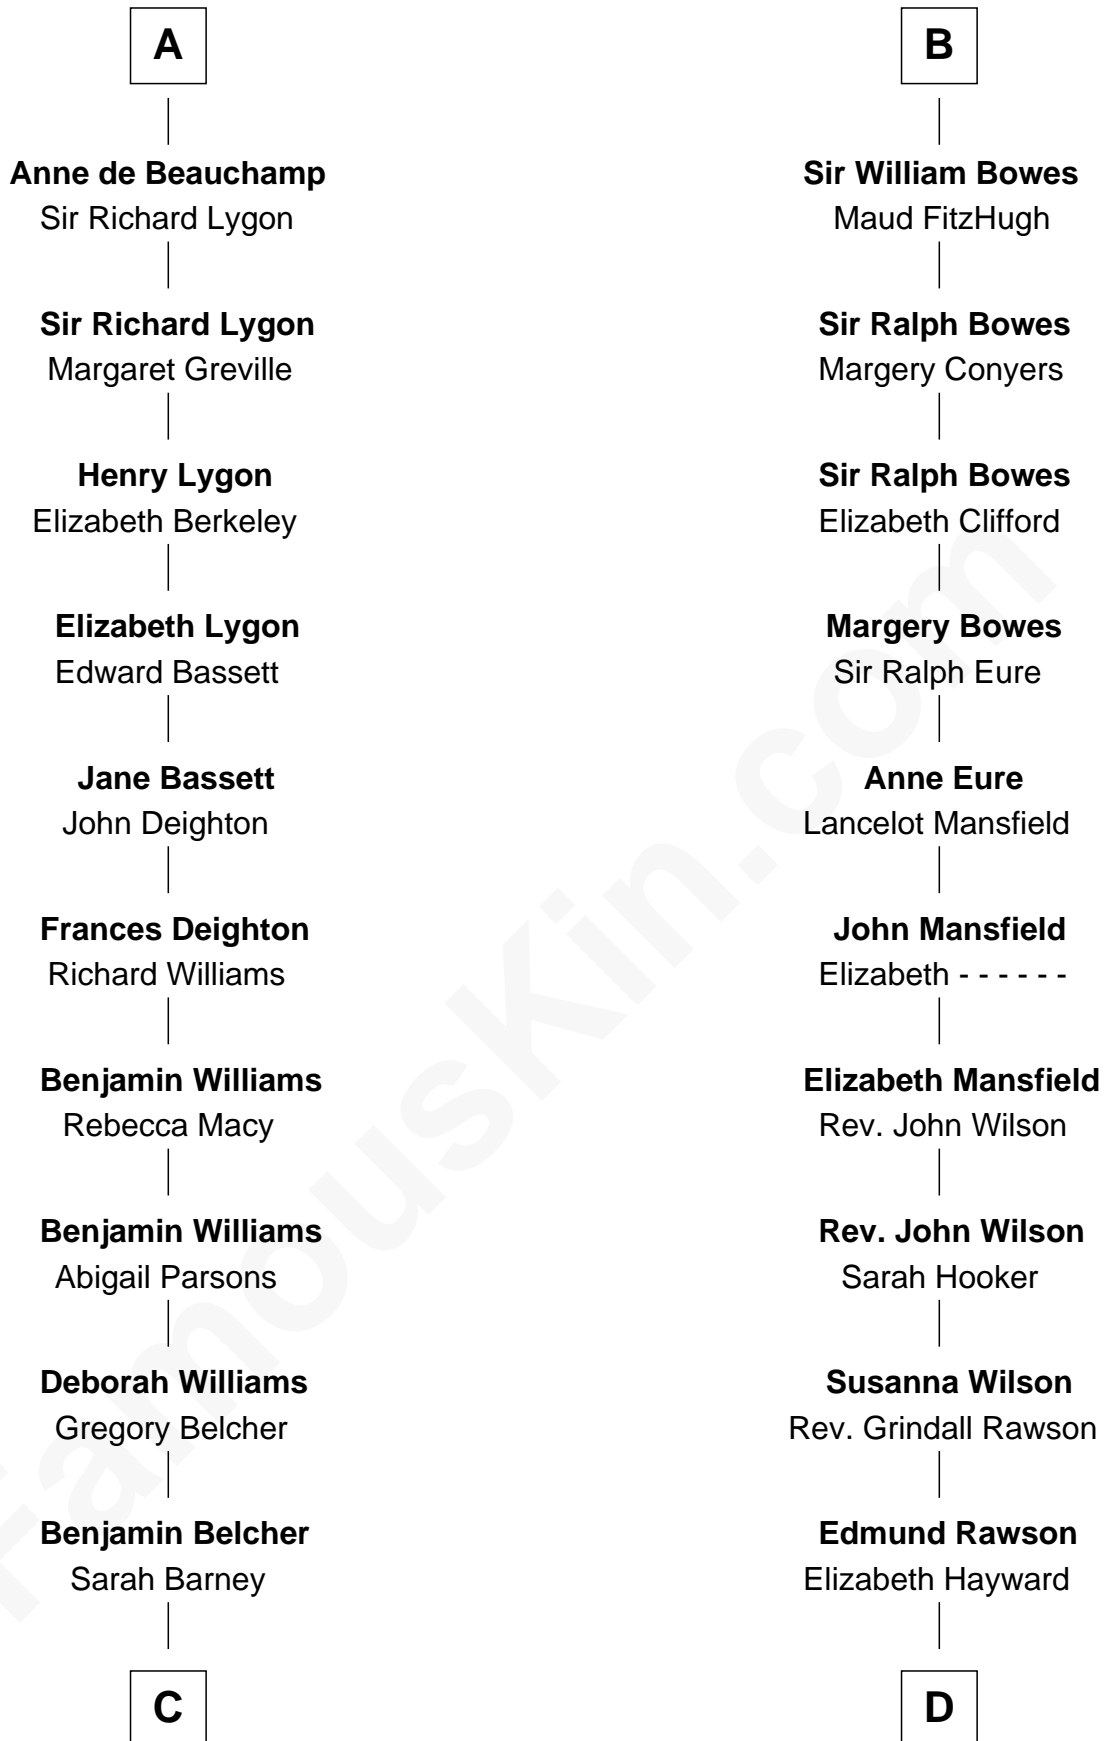 A
Anne de Beauchamp
Sir Richard Lygon
Sir Richard Lygon
Margaret Greville
Henry Lygon
Elizabeth Berkeley
Elizabeth Lygon
Edward Bassett
Jane Bassett
John Deighton
Frances Deighton
Richard Williams
Benjamin Williams
Rebecca Macy
Benjamin Williams
Abigail Parsons
Deborah Williams
Gregory Belcher
Benjamin Belcher
Sarah Barney
C
B
Sir William Bowes
Maud FitzHugh
Sir Ralph Bowes
Margery Conyers
Sir Ralph Bowes
Elizabeth Clifford
Margery Bowes
Sir Ralph Eure
Anne Eure
Lancelot Mansfield
John Mansfield
Elizabeth - - - - - -
Elizabeth Mansfield
Rev. John Wilson
Rev. John Wilson
Sarah Hooker
Susanna Wilson
Rev. Grindall Rawson
Edmund Rawson
Elizabeth Hayward
D
FamousKin.com